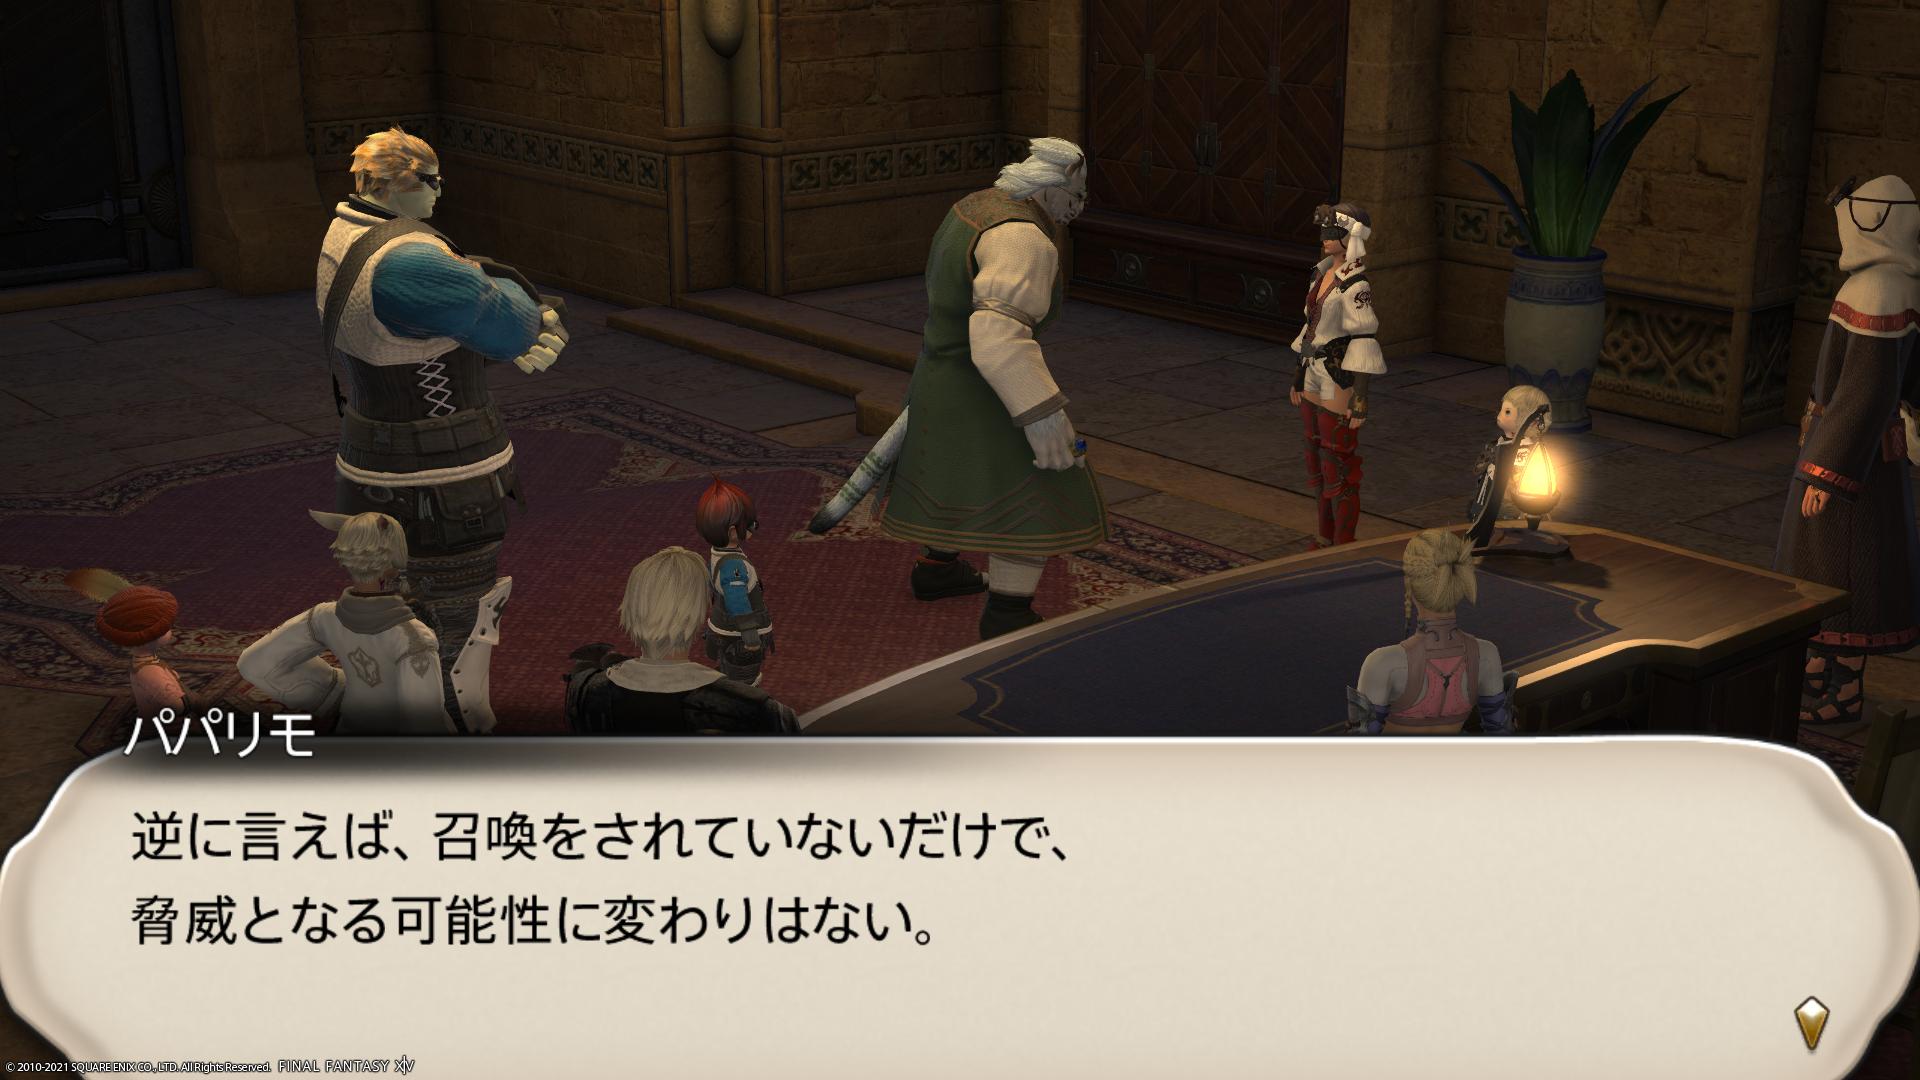 パパリモ
逆に言えば、召喚をされていないだけで、
脅威となる可能性に変わりはない。
© 2010-2021 SQUARE ENIX CO., LTD. All Rights Reserved. FINAL FANTASY XIV